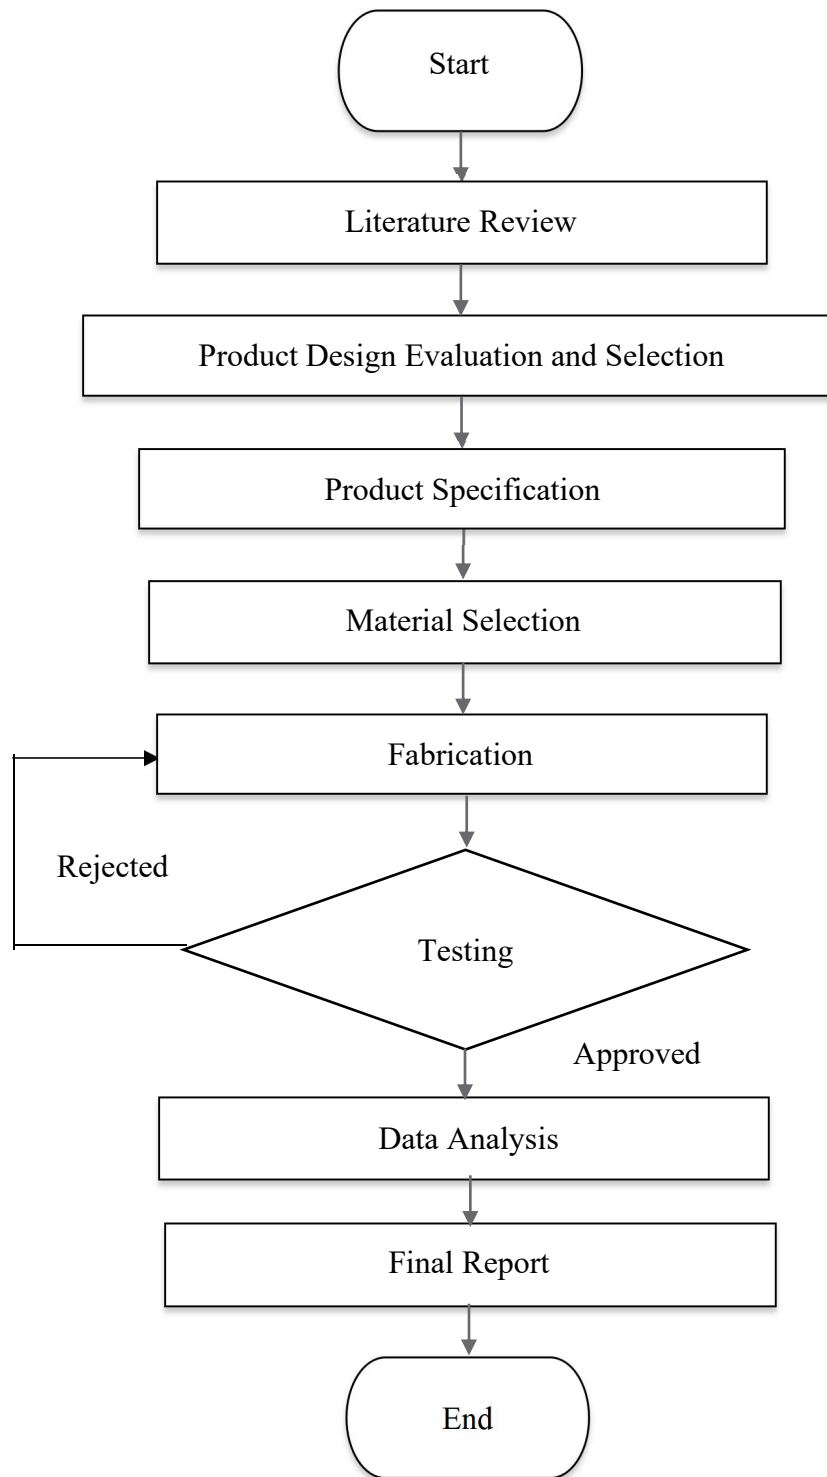 Start
Literature Review
Product Design Evaluation and Selection
Product Specification
Material Selection
Fabrication
Rejected
Testing
Approved
Data Analysis
Final Report
End